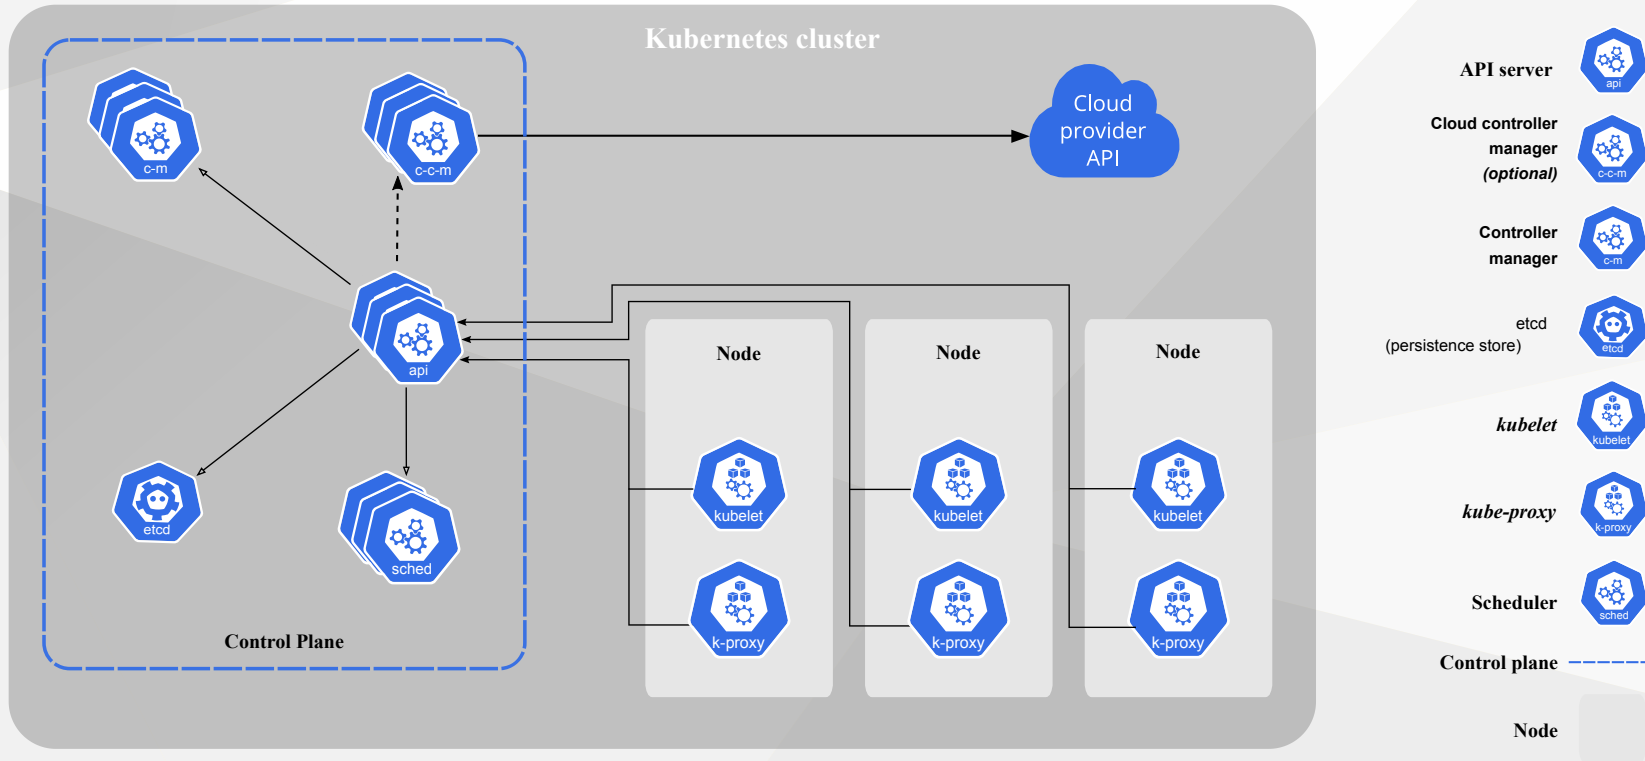 Kubernetes cluster
c-m
c-c-m
Cloud
provider
API
api
etcd
sched
Control Plane
Node
kubelet
k-proxy
Node
kubelet
k-proxy
Node
kubelet
k-proxy
API server
api
Cloud controller
manager
(optional)
c-c-m
Controller
manager
c-m
etcd
(persistence store)
etcd
kubelet
kubelet
kube-proxy
k-proxy
Scheduler
sched
Control plane
Node